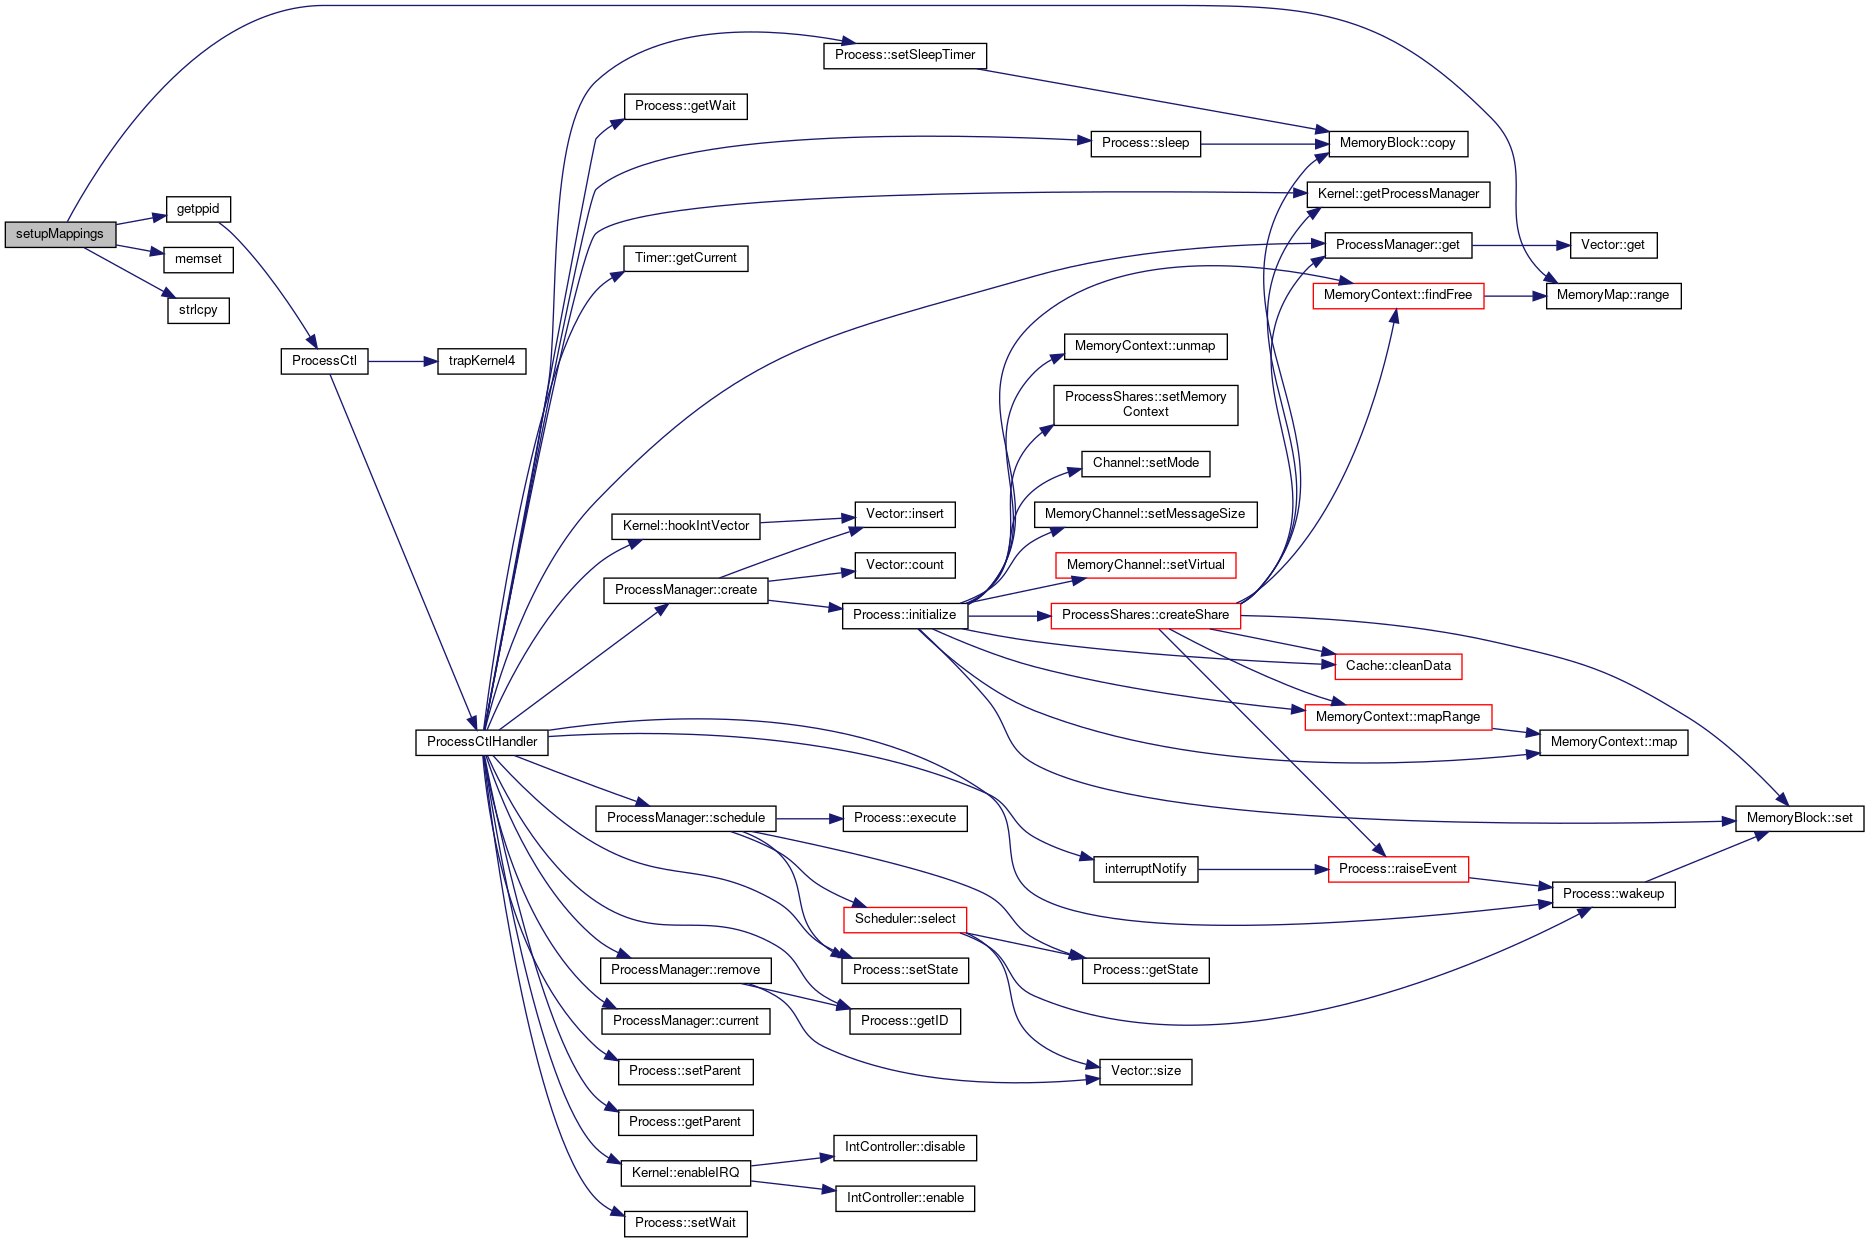 setupMappings
getppid
memset
strlcpy
ProcessCtl
trapKernel4
ProcessCtlHandler
Process::setSleepTimer
Process::getWait
Process::sleep
MemoryBlock::copy
Kernel::getProcessManager
Timer::getCurrent
ProcessManager::get
Vector::get
MemoryContext::findFree
MemoryMap::range
MemoryContext::unmap
ProcessShares::setMemory
Context
Channel::setMode
Kernel::hookIntVector
Vector::insert
MemoryChannel::setMessageSize
Vector::count
MemoryChannel::setVirtual
ProcessManager::create
Process::initialize
ProcessShares::createShare
Cache::cleanData
MemoryContext::mapRange
MemoryContext::map
ProcessManager::schedule
Process::execute
MemoryBlock::set
interruptNotify
Process::raiseEvent
Process::wakeup
Scheduler::select
ProcessManager::remove
Process::setState
Process::getState
ProcessManager::current
Process::getID
Process::setParent
Vector::size
Process::getParent
IntController::disable
Kernel::enableIRQ
IntController::enable
Process::setWait